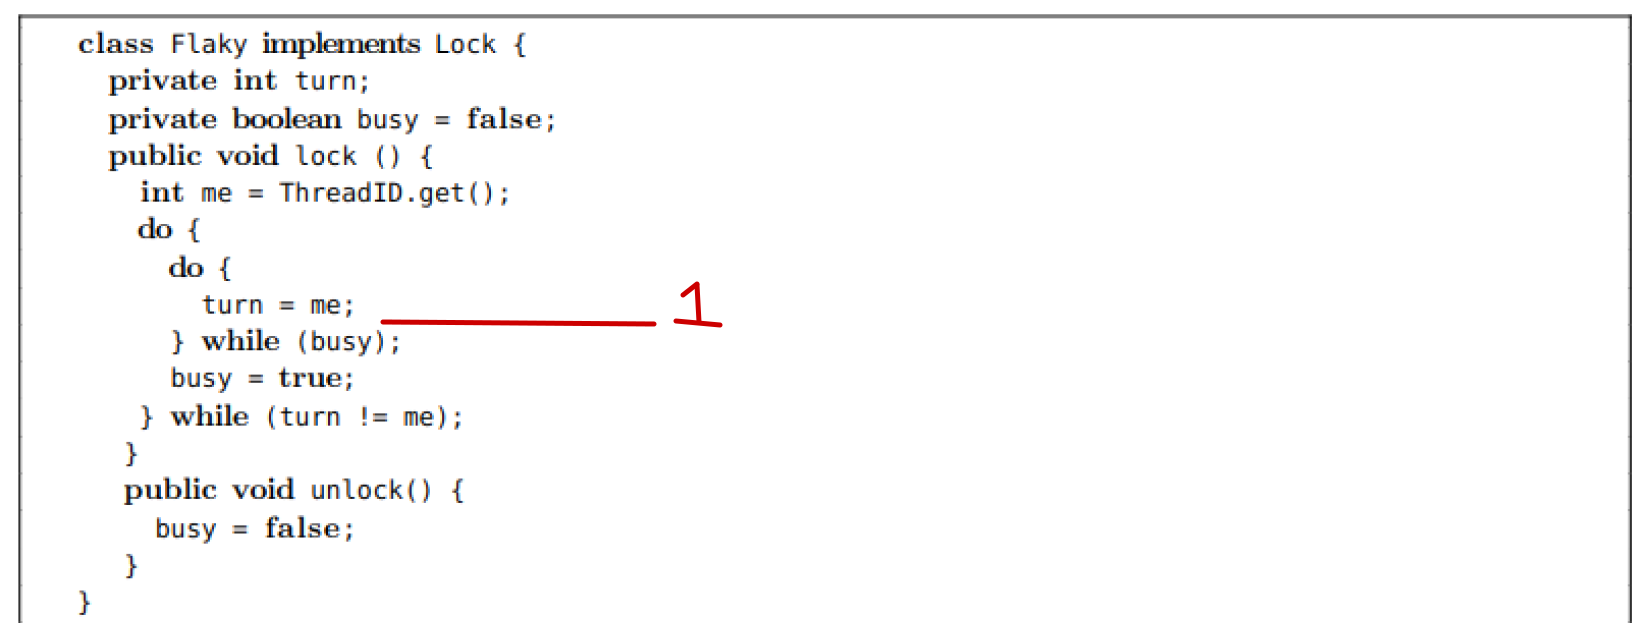 class Flaky implements Lock {
private int turn;
private boolean busy = false;
public void lock () {
int me = ThreadID.get();
do {
do {
turn = me; 1
} while (busy);
busy = true;
} while (turn != me);
}
public void unlock() {
busy = false;
}
}